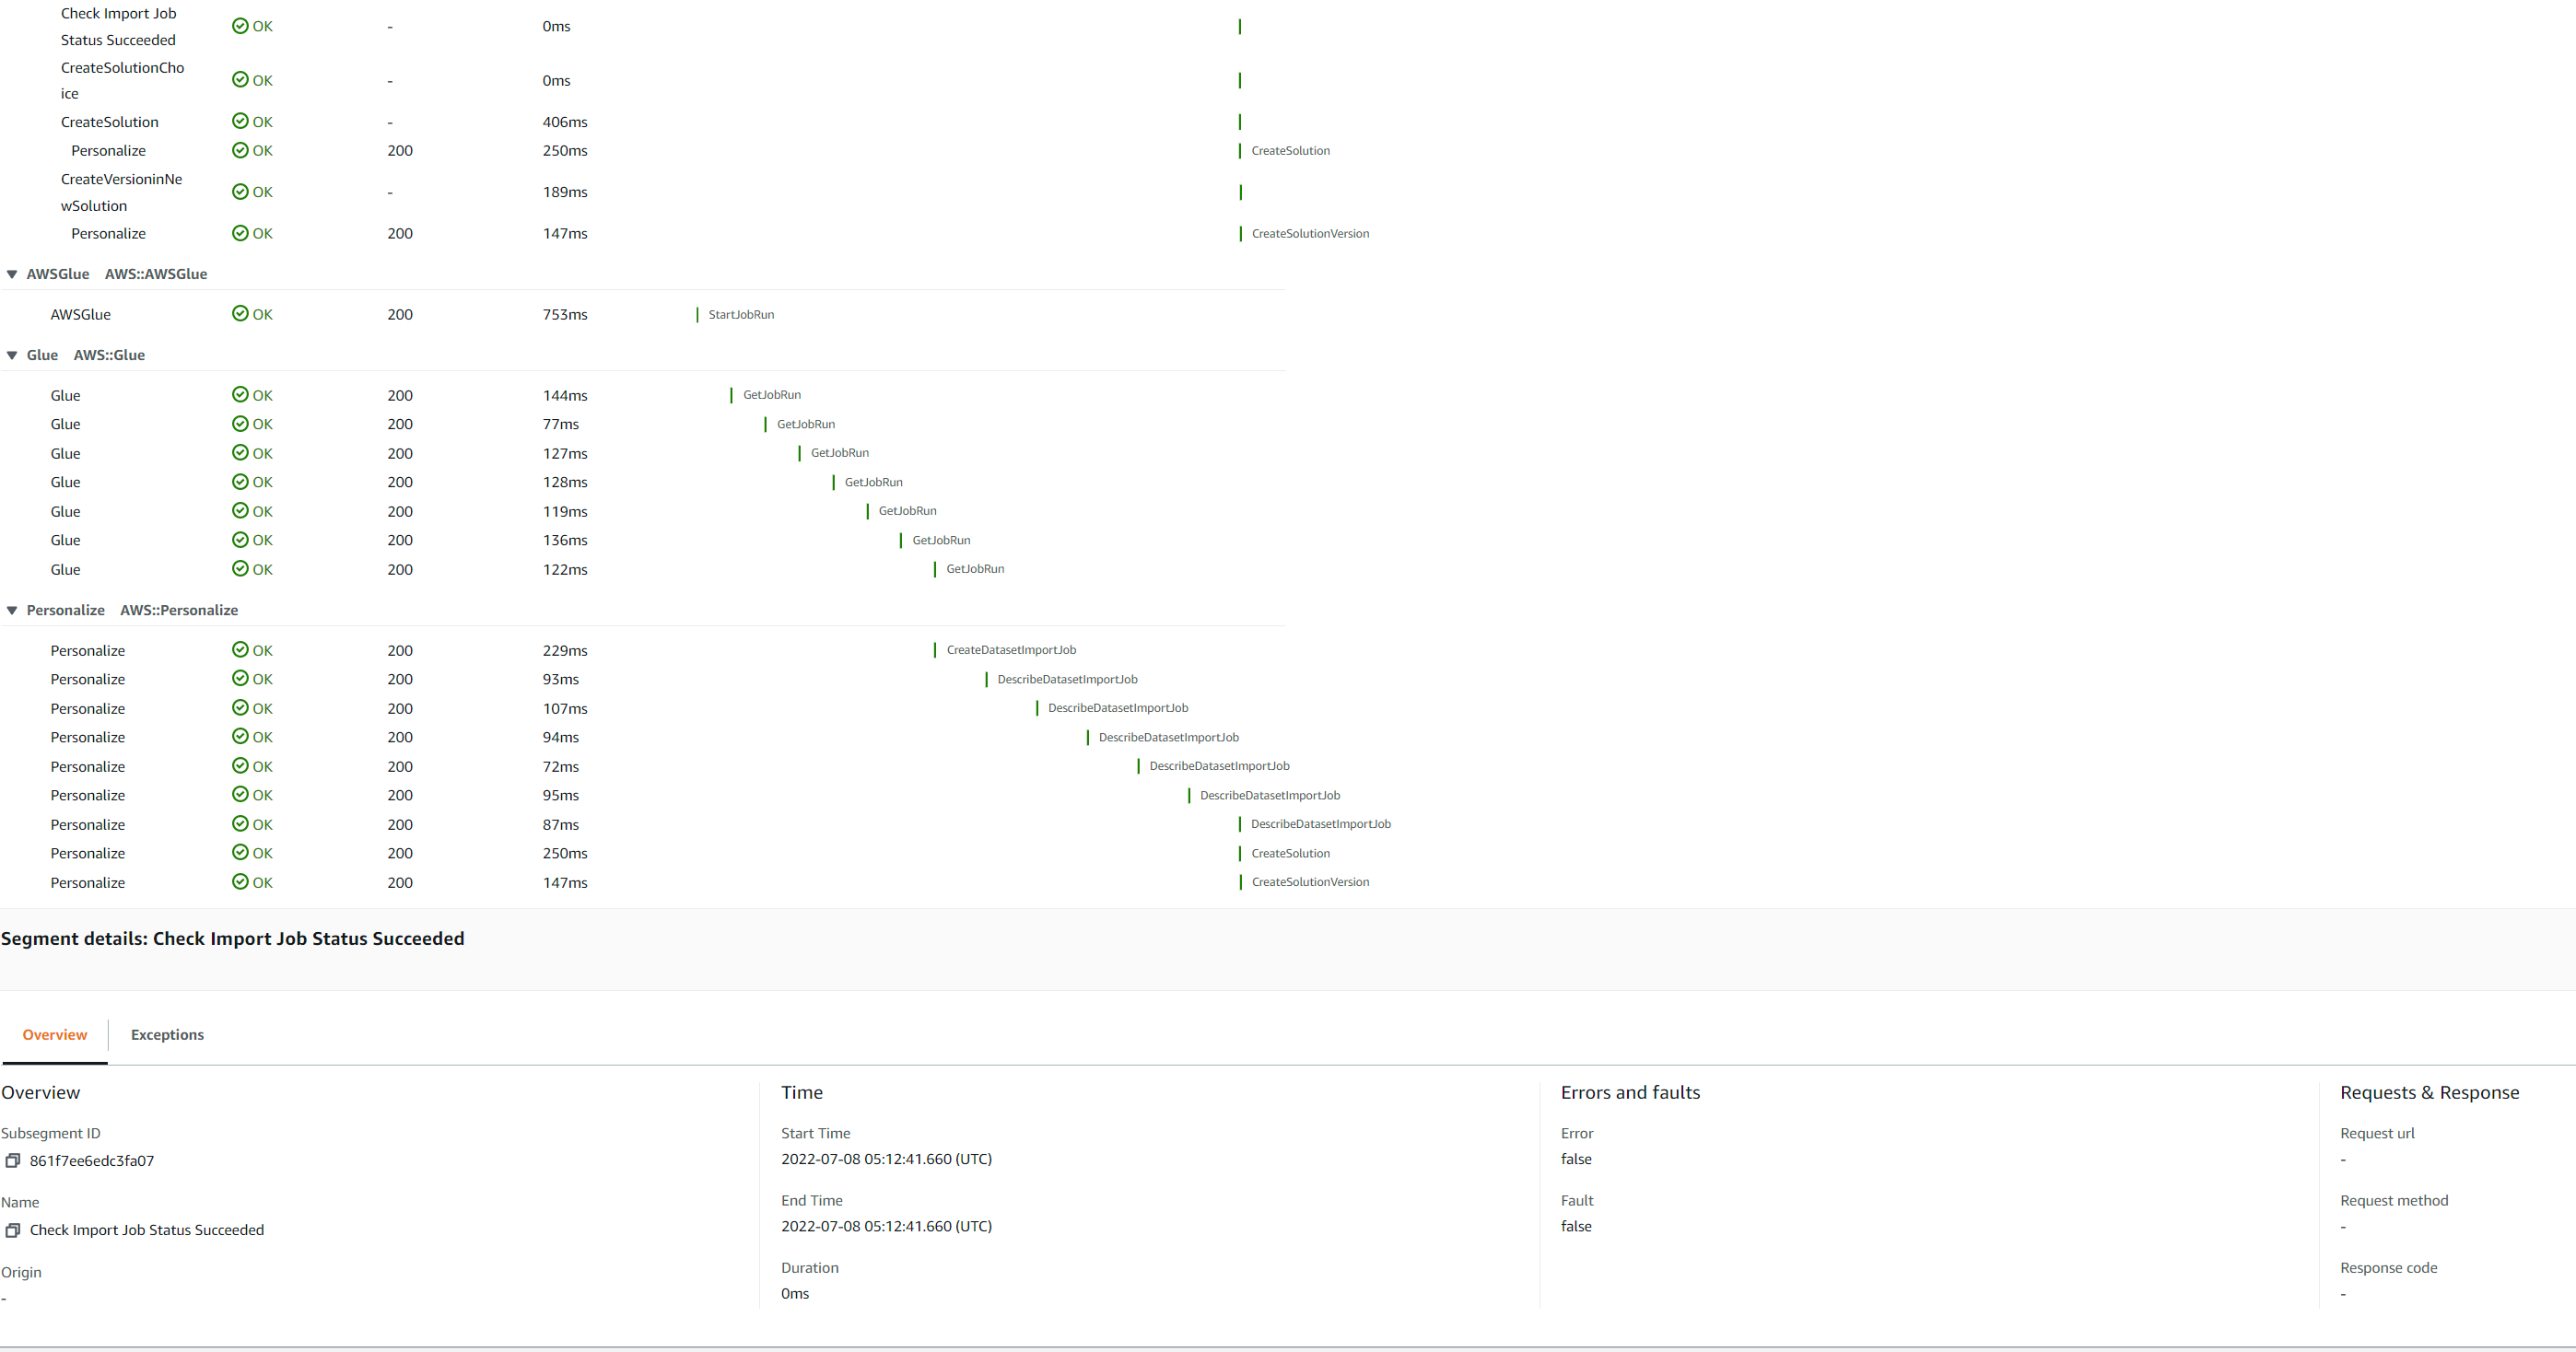 Check Import Job
Status Succeeded OK - 0ms
CreateSolutionCho
ice OK - 0ms
CreateSolution OK - 406ms
Personalize OK 200 250ms CreateSolution
CreateVersioninNe
wSolution OK - 189ms
Personalize OK 200 147ms CreateSolutionVersion
AWSGlue AWS::AWSGlue
AWSGlue OK 200 753ms StartJobRun
Glue AWS::Glue
Glue OK 200 144ms GetJobRun
Glue OK 200 77ms GetJobRun
Glue OK 200 127ms GetJobRun
Glue OK 200 128ms GetJobRun
Glue OK 200 119ms GetJobRun
Glue OK 200 136ms GetJobRun
Glue OK 200 122ms GetJobRun
Personalize AWS::Personalize
Personalize OK 200 229ms CreateDatasetImportJob
Personalize OK 200 93ms DescribeDatasetImportJob
Personalize OK 200 107ms DescribeDatasetImportJob
Personalize OK 200 94ms DescribeDatasetImportJob
Personalize OK 200 72ms DescribeDatasetImportJob
Personalize OK 200 95ms DescribeDatasetImportJob
Personalize OK 200 87ms DescribeDatasetImportJob
Personalize OK 200 250ms CreateSolution
Personalize OK 200 147ms CreateSolutionVersion
Segment details: Check Import Job Status Succeeded
Overview Exceptions
Overview
Subsegment ID
861f7ee6edc3fa07
Name
Check Import Job Status Succeeded
Origin
-
Time
Start Time
2022-07-08 05:12:41.660 (UTC)
End Time
2022-07-08 05:12:41.660 (UTC)
Duration
0ms
Errors and faults
Error
false
Fault
false
Requests & Response
Request url
-
Request method
-
Response code
-